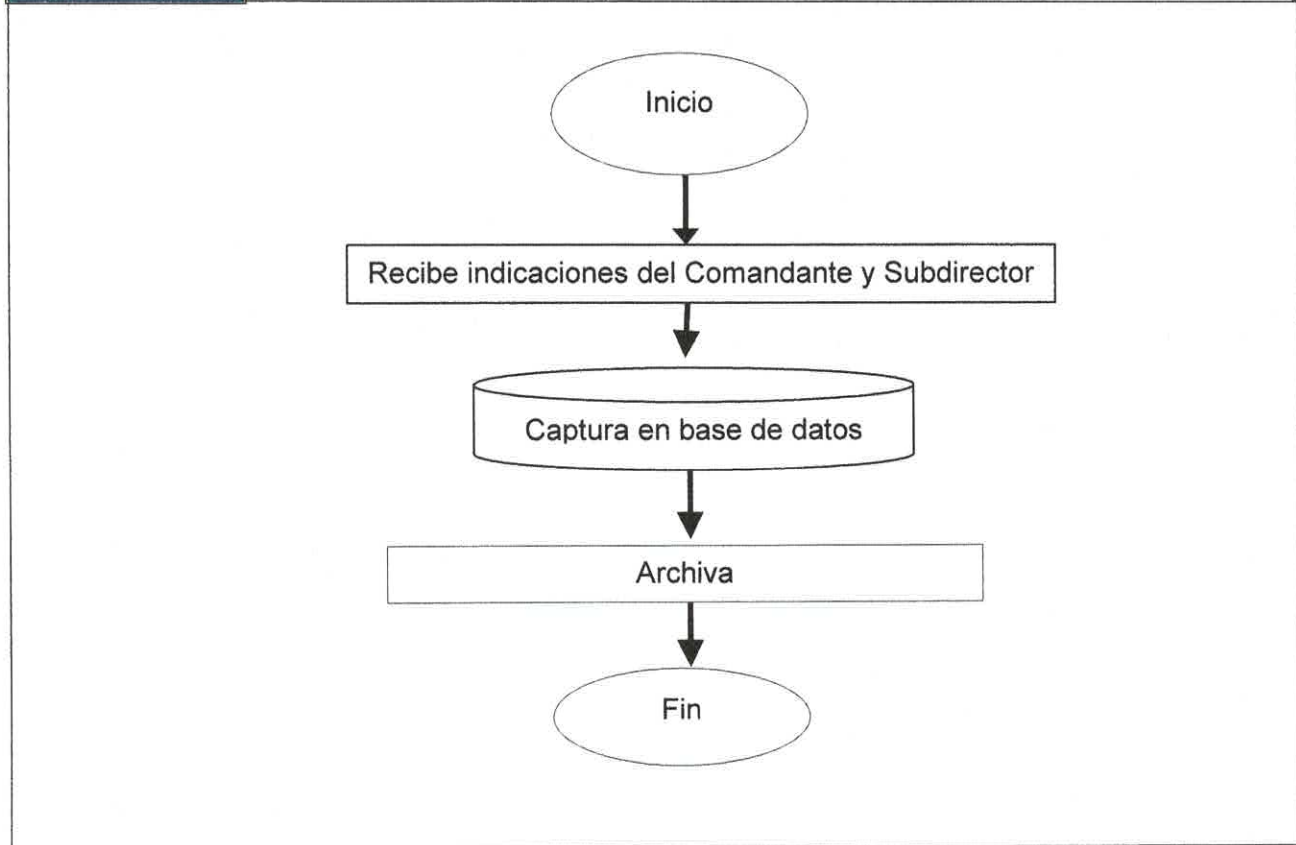 Inicio
Recibe indicaciones del Comandante y Subdirector
Captura en base de datos
Archiva
Fin